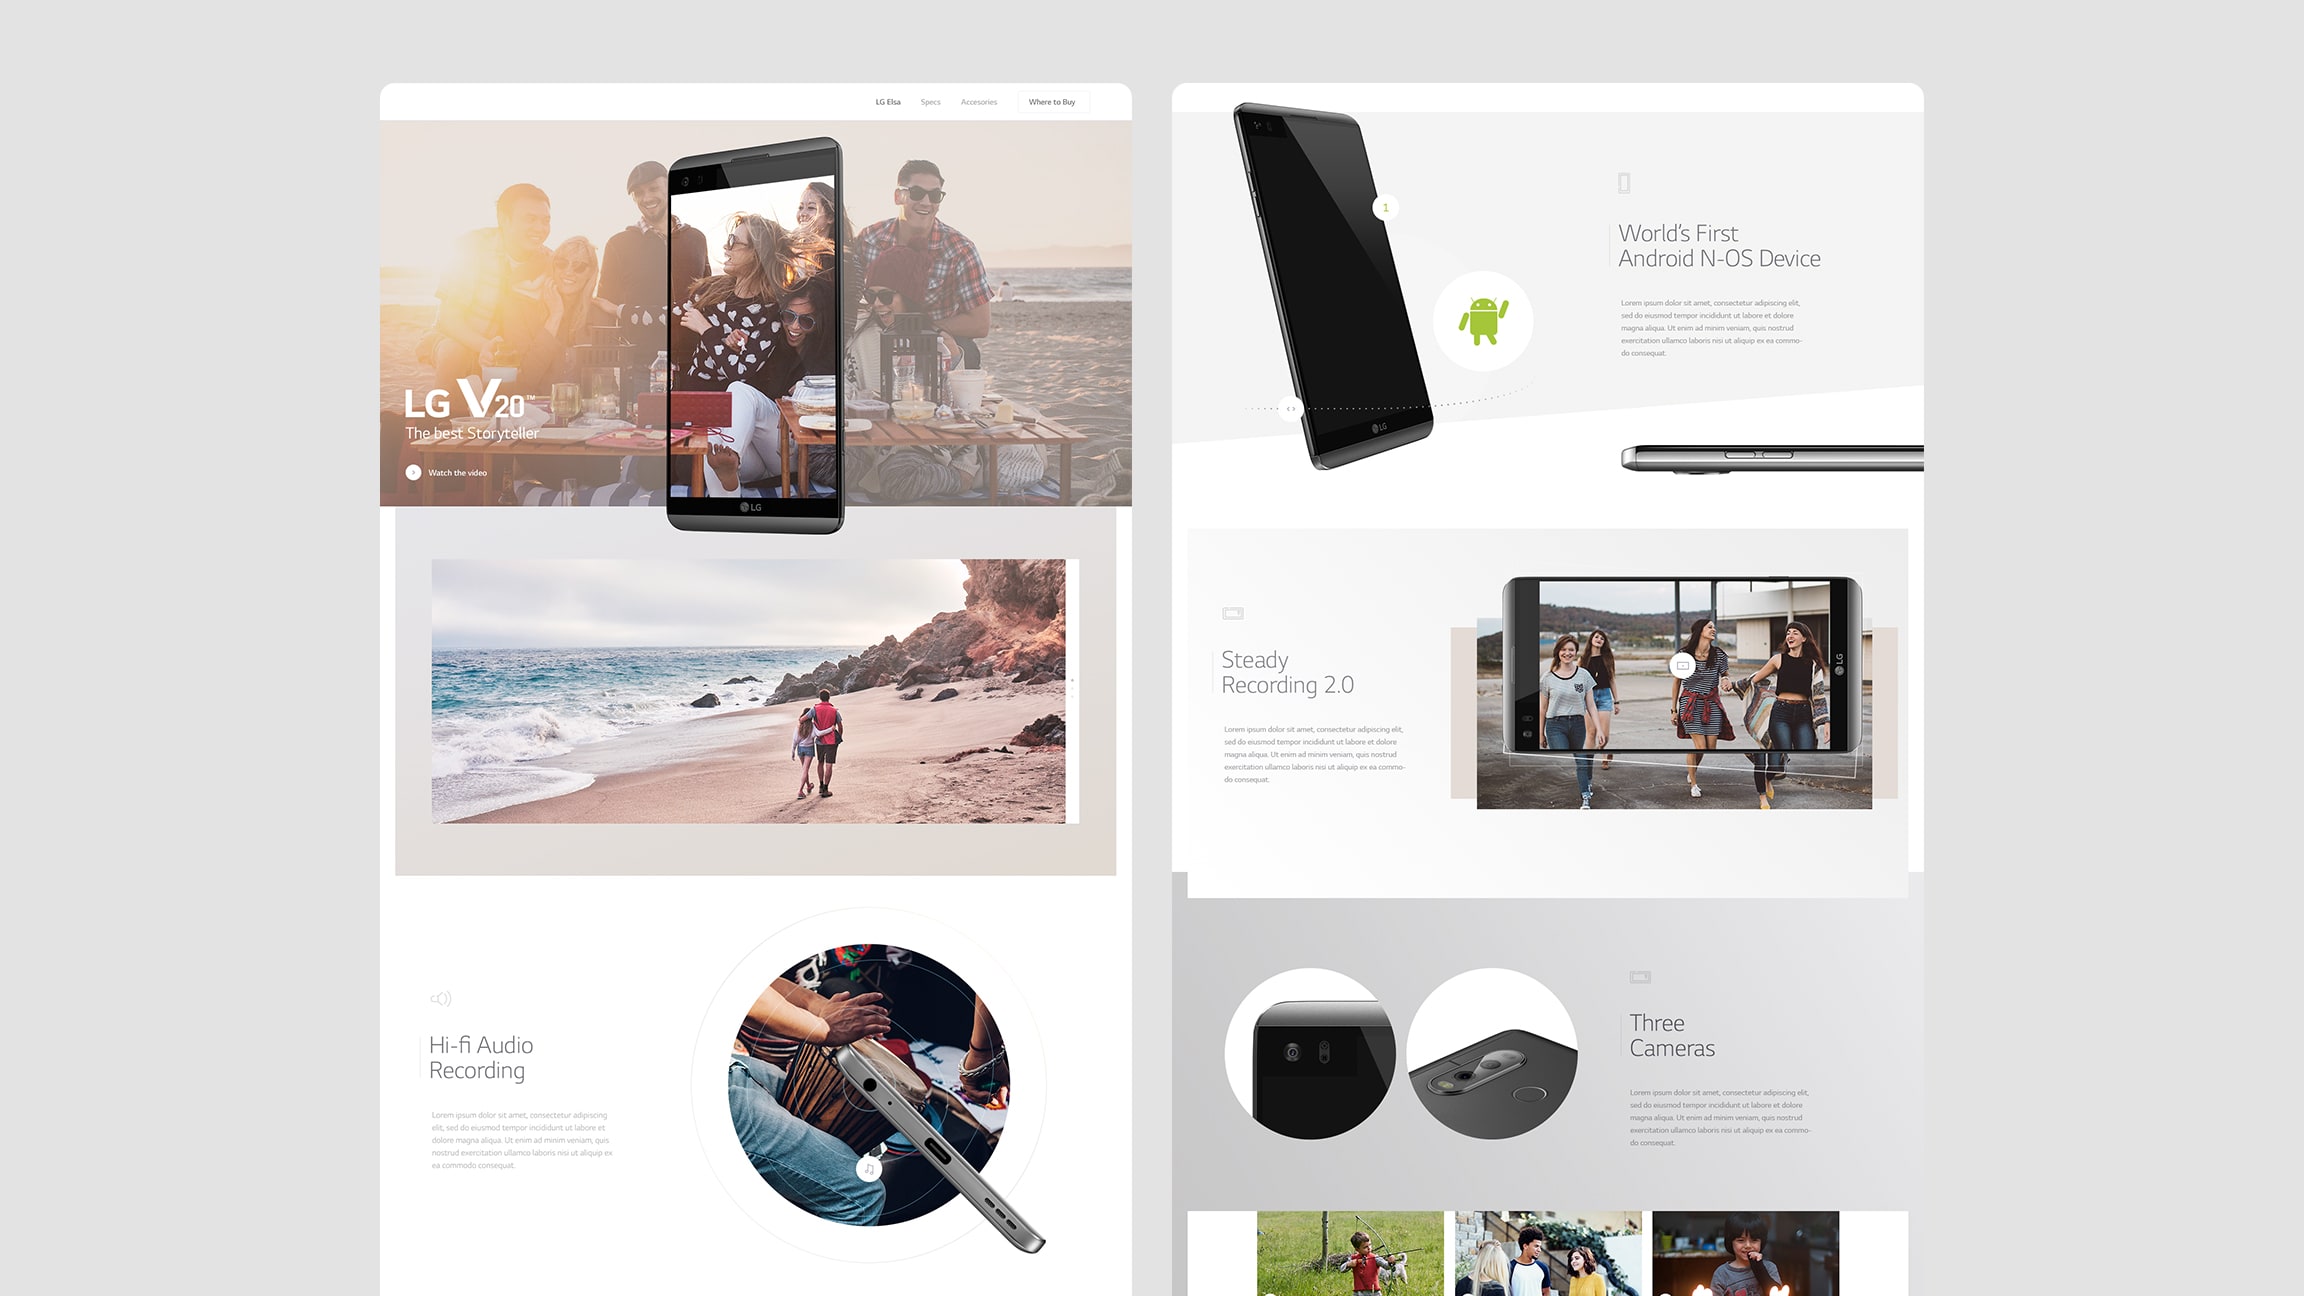 LG Elsa
Specs
Accesories
Where to Buy
LG V20™
The best Storyteller
Watch the video
LG
Hi-fi Audio
Recording
Lorem ipsum dolor sit amet, consectetur adipiscing
elit, sed do eiusmod tempor incididunt ut labore et
dolore magna aliqua. Ut enim ad minim veniam, quis
nostrud exercitation ullamco laboris nisi ut aliquip ex
ea commodo consequat.
1
LG
World's First
Android N-OS Device
Lorem ipsum dolor sit amet, consectetur adipiscing elit,
sed do eiusmod tempor incididunt ut labore et dolore
magna aliqua. Ut enim ad minim veniam, quis nostrud
exercitation ullamco laboris nisi ut aliquip ex ea commo-
do consequat.
Steady
Recording 2.0
Lorem ipsum dolor sit amet, consectetur adipiscing elit,
sed do eiusmod tempor incididunt ut labore et dolore
magna aliqua. Ut enim ad minim veniam, quis nostrud
exercitation ullamco laboris nisi ut aliquip ex ea commo-
do consequat.
LG
Three
Cameras
Lorem ipsum dolor sit amet, consectetur adipiscing elit,
sed do eiusmod tempor incididunt ut labore et dolore
magna aliqua. Ut enim ad minim veniam, quis nostrud
exercitation ullamco laboris nisi ut aliquip ex ea commo-
do consequat.